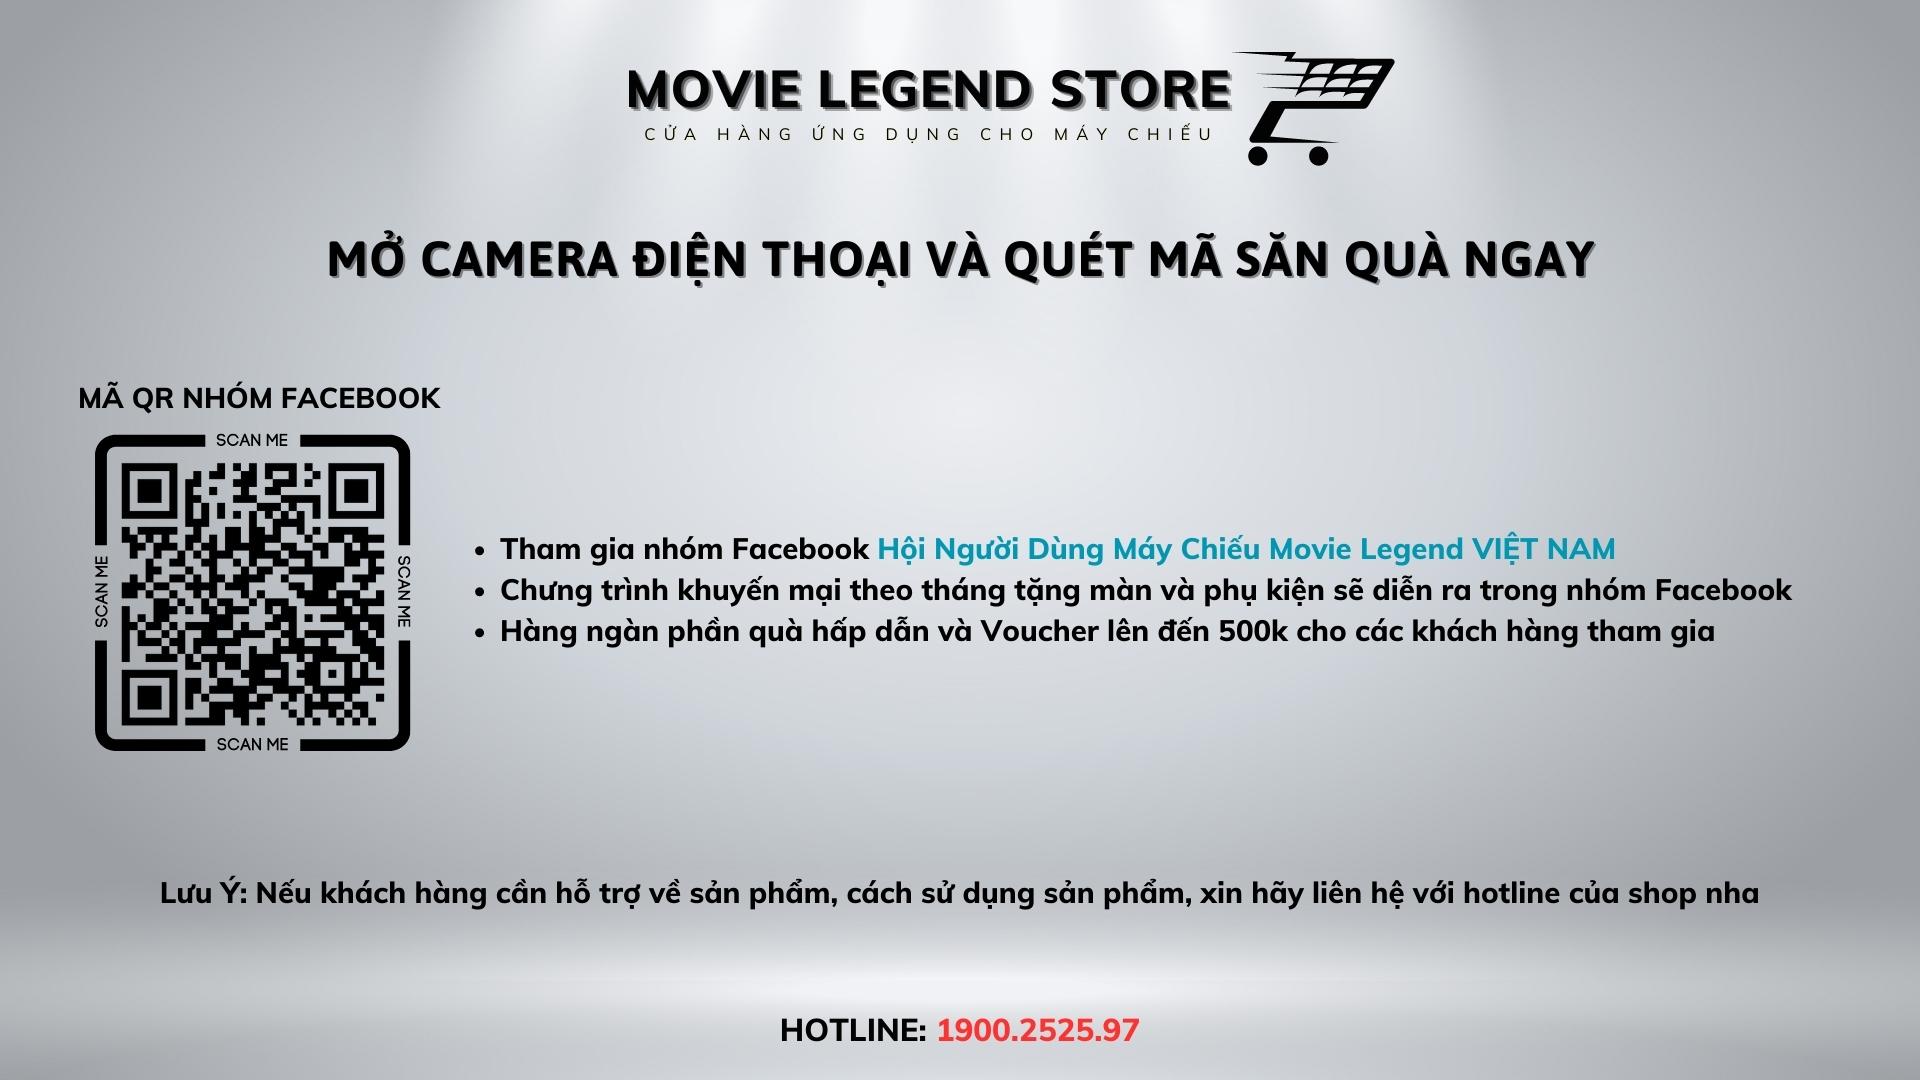 MOVIE LEGEND STORE
CỬA HÀNG ỨNG DỤNG CHO MÁY CHIẾU
MỞ CAMERA ĐIỆN THOẠI VÀ QUÉT MÃ SĂN QUÀ NGAY
MÃ QR NHÓM FACEBOOK
SCAN ME
SCAN ME
SCAN ME
SCAN ME
• Tham gia nhóm Facebook Hội Người Dùng Máy Chiếu Movie Legend VIỆT NAM
• Chưng trình khuyến mại theo tháng tặng màn và phụ kiện sẽ diễn ra trong nhóm Facebook
• Hàng ngàn phần quà hấp dẫn và Voucher lên đến 500k cho các khách hàng tham gia
Lưu Ý: Nếu khách hàng cần hỗ trợ về sản phẩm, cách sử dụng sản phẩm, xin hãy liên hệ với hotline của shop nha
HOTLINE: 1900.2525.97